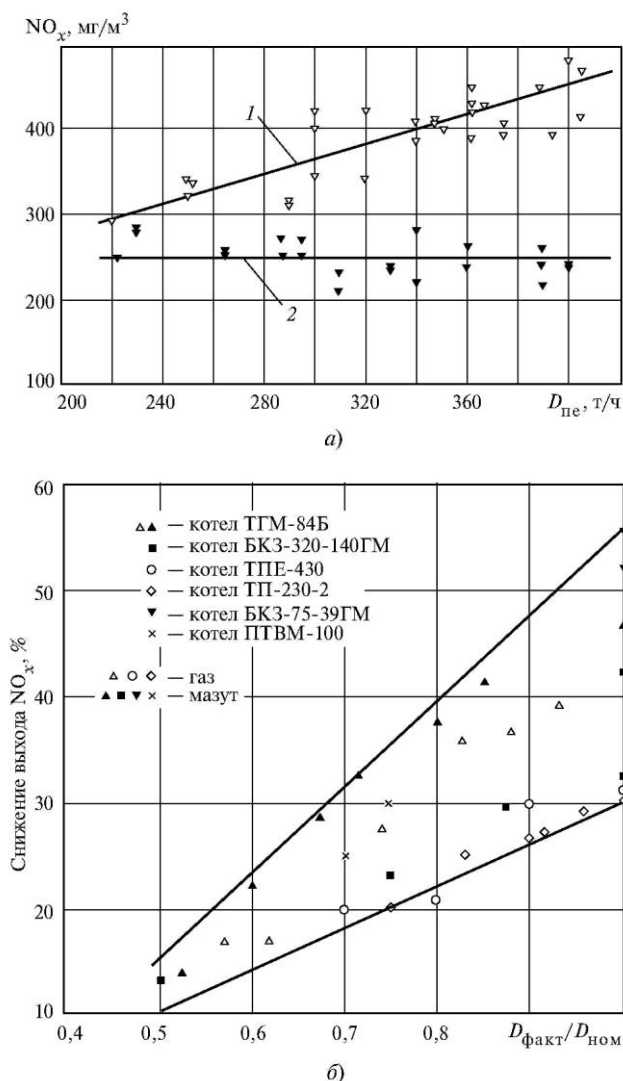 NOₓ, мг/м³
а)
1
400
300
2
200
100
200
240
280
320
360
Dпе, т/ч
а)
60
— котел ТГМ-84Б
— котел БКЗ-320-140ГМ
— котел ТПЕ-430
— котел ТП-230-2
— котел БКЗ-75-39ГМ
— котел ПТВМ-100
— газ
— мазут
50
40
30
20
10
Снижение выхода NOₓ, %
0,4
0,5
0,6
0,7
0,8
Dфакт/Dном
б)